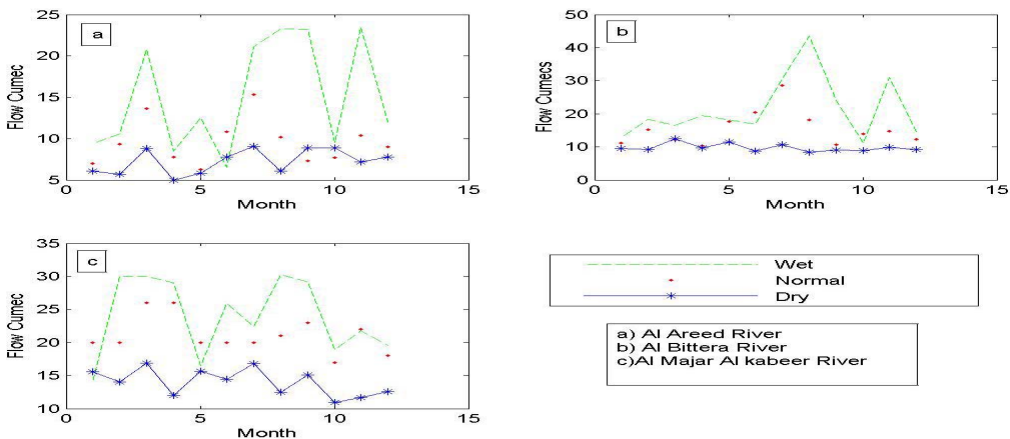 a
Flow Cumec
25
20
15
10
5
0
5
10
15
Month
b
Flow Cumecs
50
40
30
20
10
0
0
5
10
15
Month
c
Flow Cumec
35
30
25
20
15
10
0
5
10
15
Month
Wet
Normal
Dry
a) Al Areed River
b) Al Bittera River
c)Al Majar Al kabeer River